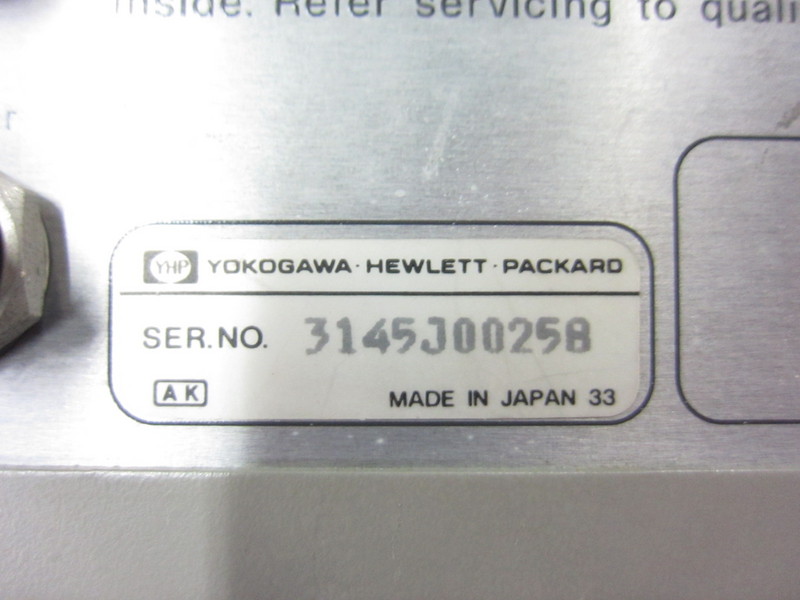 inside. Refer servicing to quali
r
YHP YOKOGAWA·HEWLETT·PACKARD
SER.NO. 3145J00258
AK
MADE IN JAPAN 33